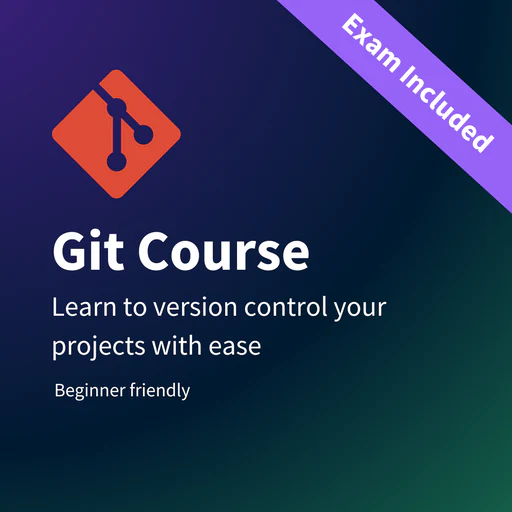 Exam Included
Git Course
Learn to version control your
projects with ease
Beginner friendly